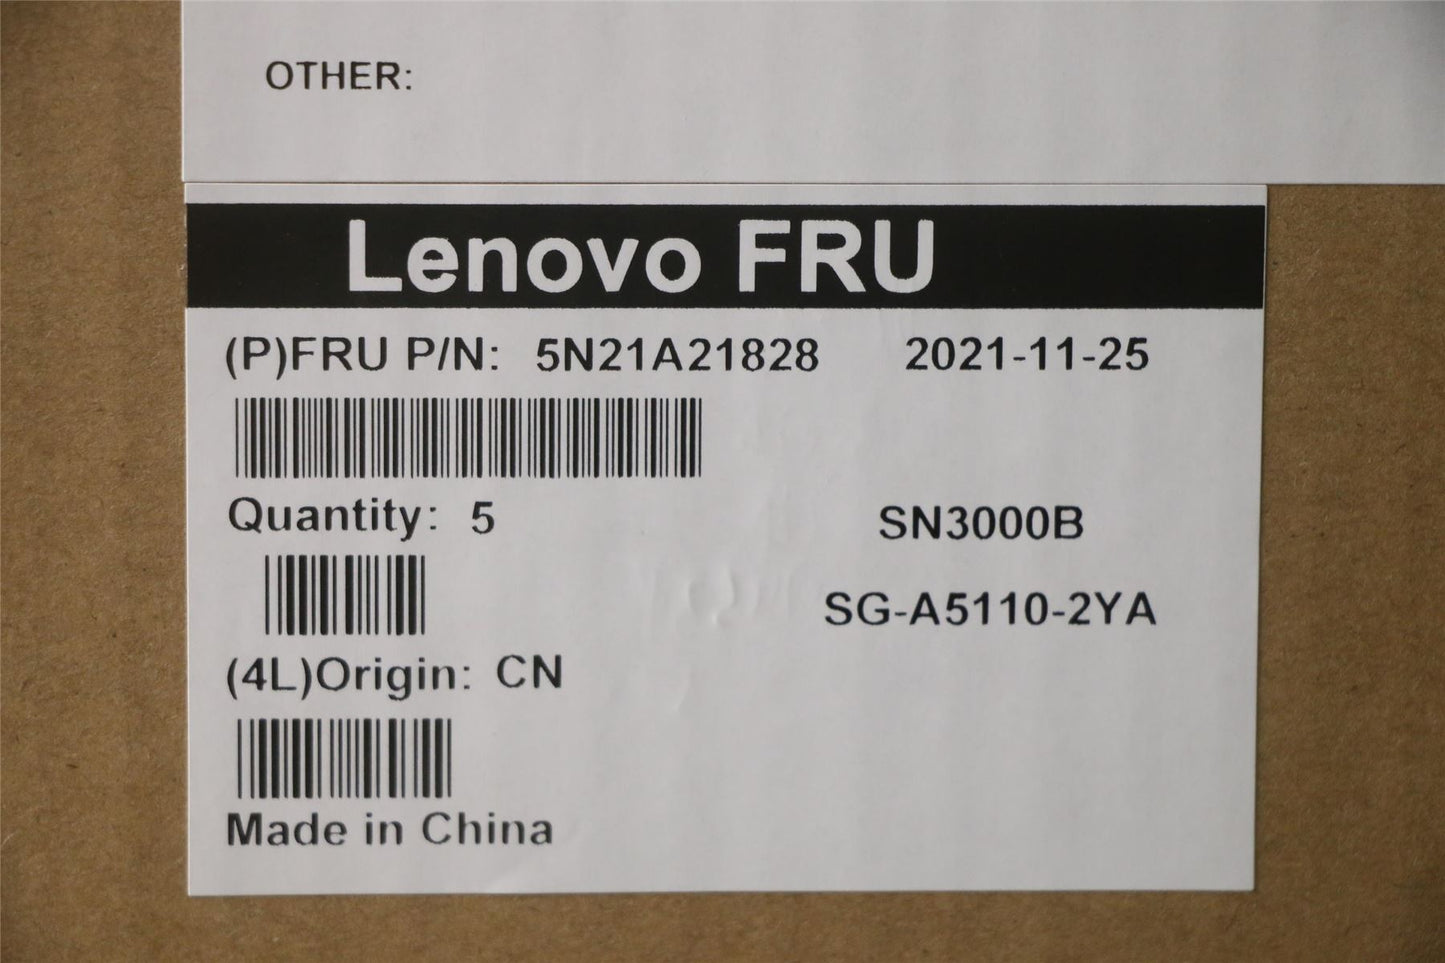 OTHER:
Lenovo FRU
(P)FRU P/N: 5N21A21828 2021-11-25
Quantity: 5
SN3000B
SG-A5110-2YA
(4L)Origin: CN
Made in China